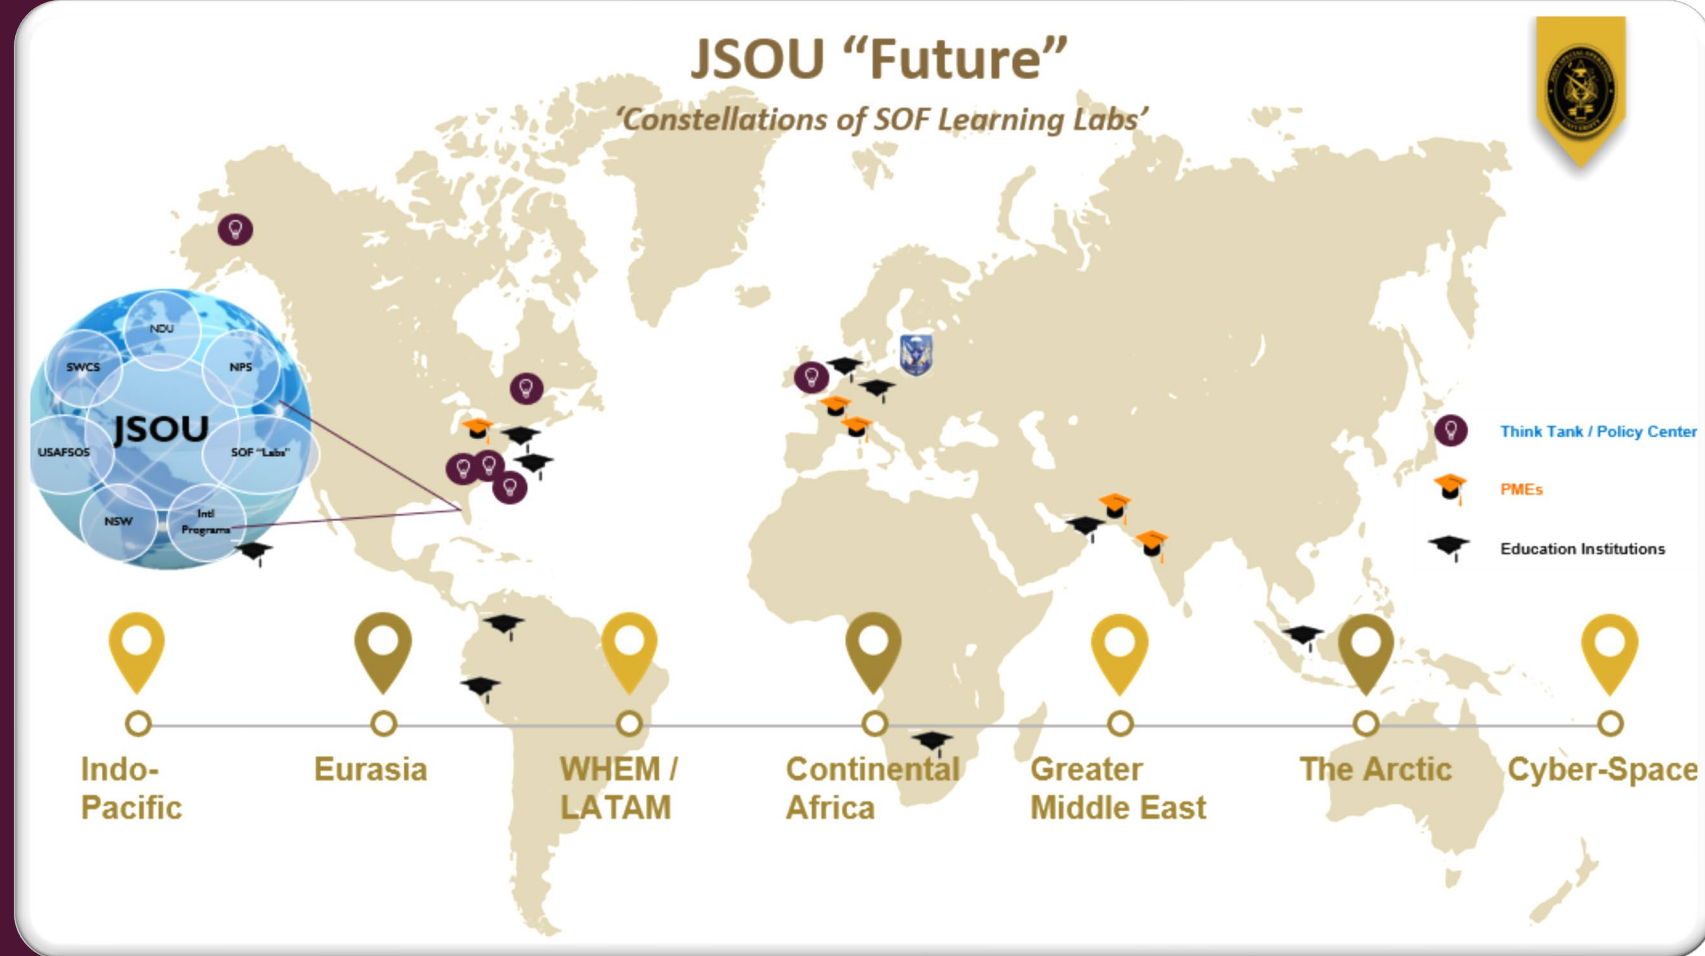 JSOU “Future”
‘Constellations of SOF Learning Labs’
NDU
SWCS
NPS
JSOU
USAFSOS
SOF “Labs”
NSW
Intl
Programs
Think Tank / Policy Center
PMEs
Education Institutions
Indo-
Pacific
Eurasia
WHEM /
LATAM
Continental
Africa
Greater
Middle East
The Arctic
Cyber-Space